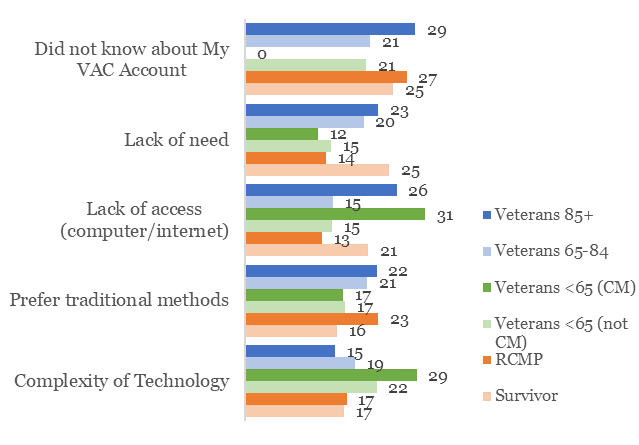 Did not know about My
VAC Account
29
21
0
21
27
25
Lack of need
23
20
12
15
14
25
Lack of access
(computer/internet)
26
15
31
15
13
21
Prefer traditional methods
22
21
17
17
23
16
Complexity of Technology
15
19
29
22
17
17
Veterans 85+
Veterans 65-84
Veterans <65 (CM)
Veterans <65 (not
CM)
RCMP
Survivor